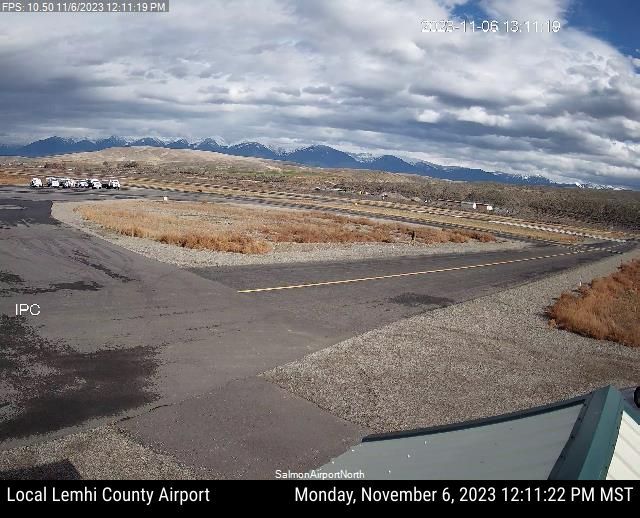 FPS: 10.50 11/6/2023 12:11:19 PM
2023-11-06 13:11:19
IPC
SalmonAirportNorth
Local Lemhi County Airport Monday, November 6, 2023 12:11:22 PM MST